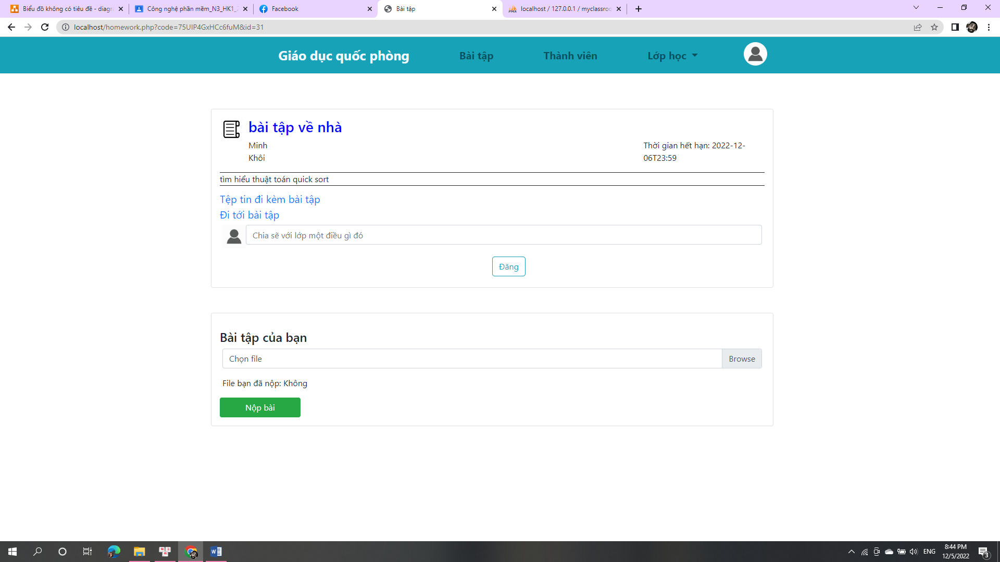 Biểu đồ không có tiêu đề - diagr
Công nghệ phần mềm_N3_HK1_
Facebook
Bài tập
localhost / 127.0.0.1 / myclassroo
localhost/homework.php?code=75UIP4GxHCc6fuM&id=31
Giáo dục quốc phòng
Bài tập
Thành viên
Lớp học
bài tập về nhà
Minh
Khôi
Thời gian hết hạn: 2022-12-
06T23:59
tìm hiểu thuật toán quick sort
Tệp tin đi kèm bài tập
Đi tới bài tập
Chia sẽ với lớp một điều gì đó
Đăng
Bài tập của bạn
Chọn file
Browse
File bạn đã nộp: Không
Nộp bài
ENG
8:44 PM
12/5/2022
3